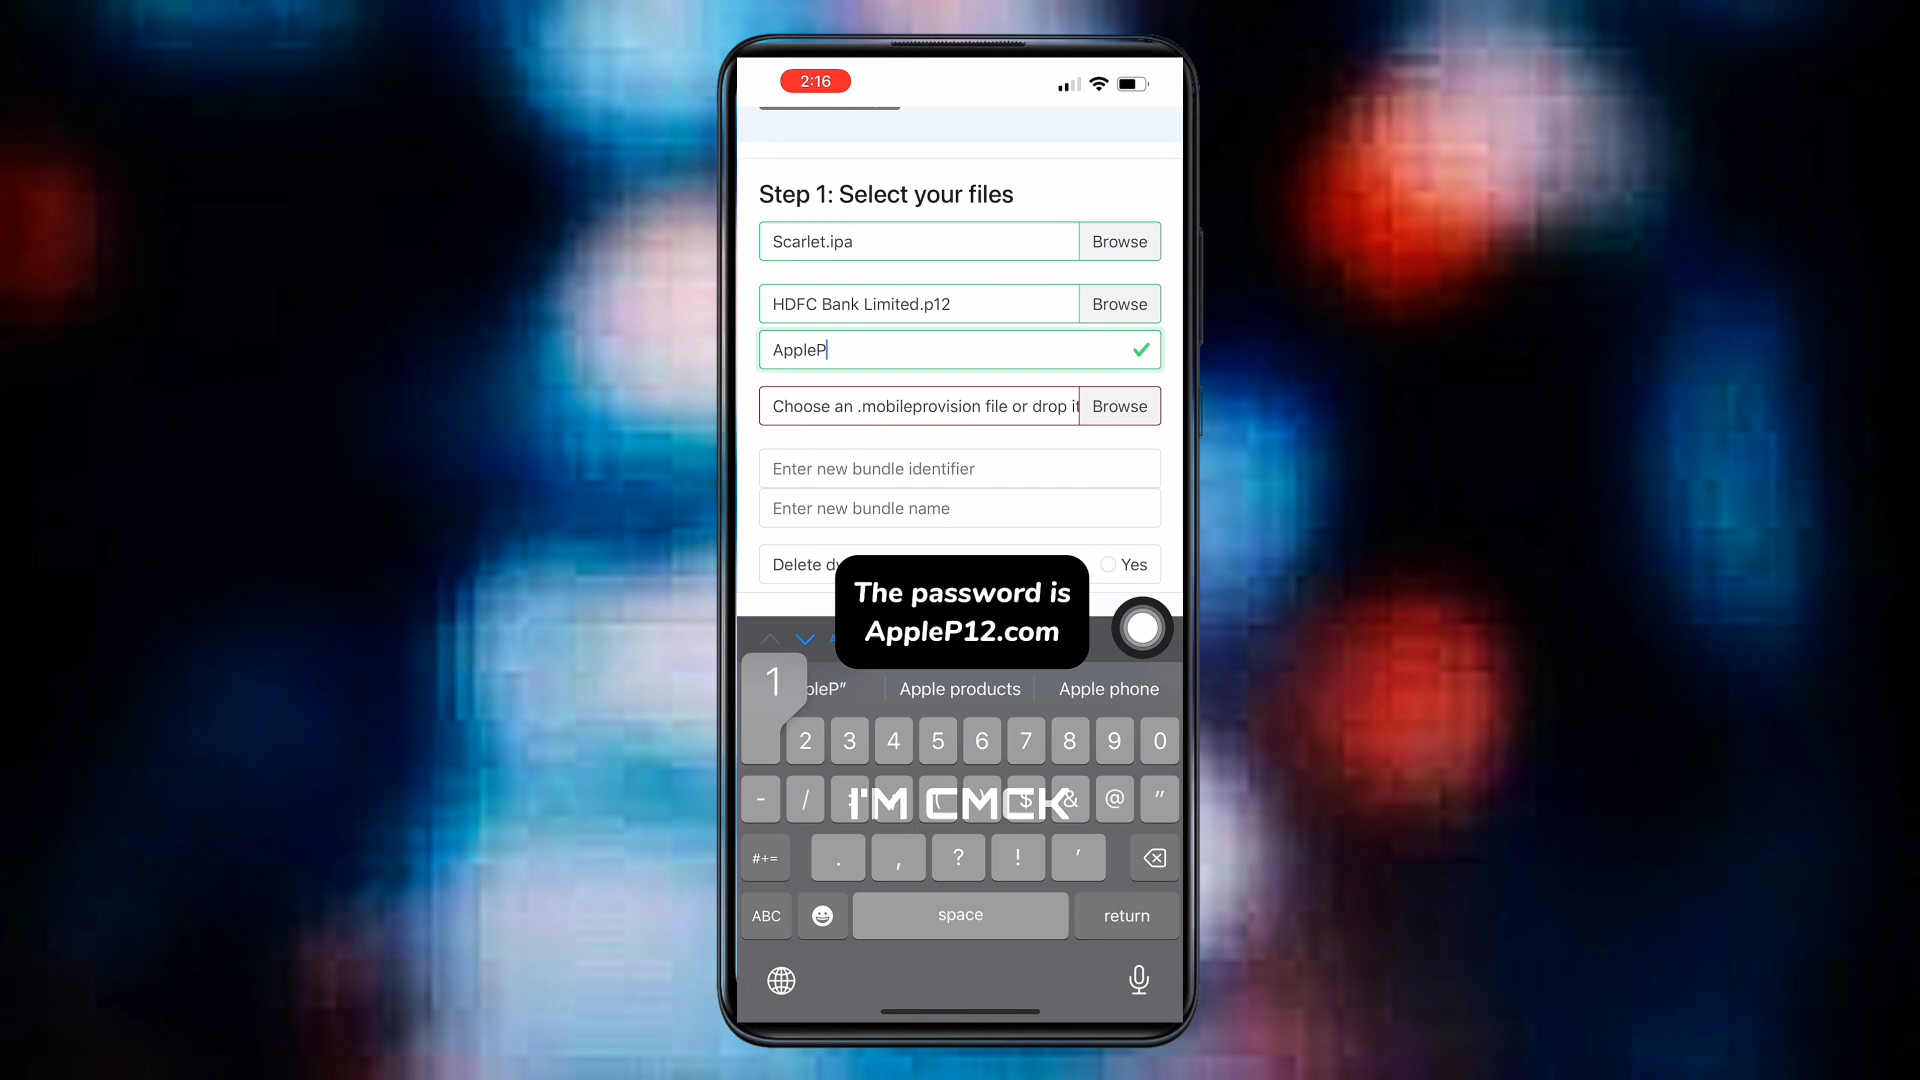 2:16
Step 1: Select your files
Scarlet.ipa
Browse
HDFC Bank Limited.p12
Browse
AppleP
Choose an .mobileprovision file or drop it
Browse
Enter new bundle identifier
Enter new bundle name
Delete
Yes
The password is
AppleP12.com
1
pleP"
Apple products
Apple phone
2 3 4 5 6 7 8 9 0
- / $ & @ "
I'M CMCK
#+= . , ? ! '
ABC
space
return